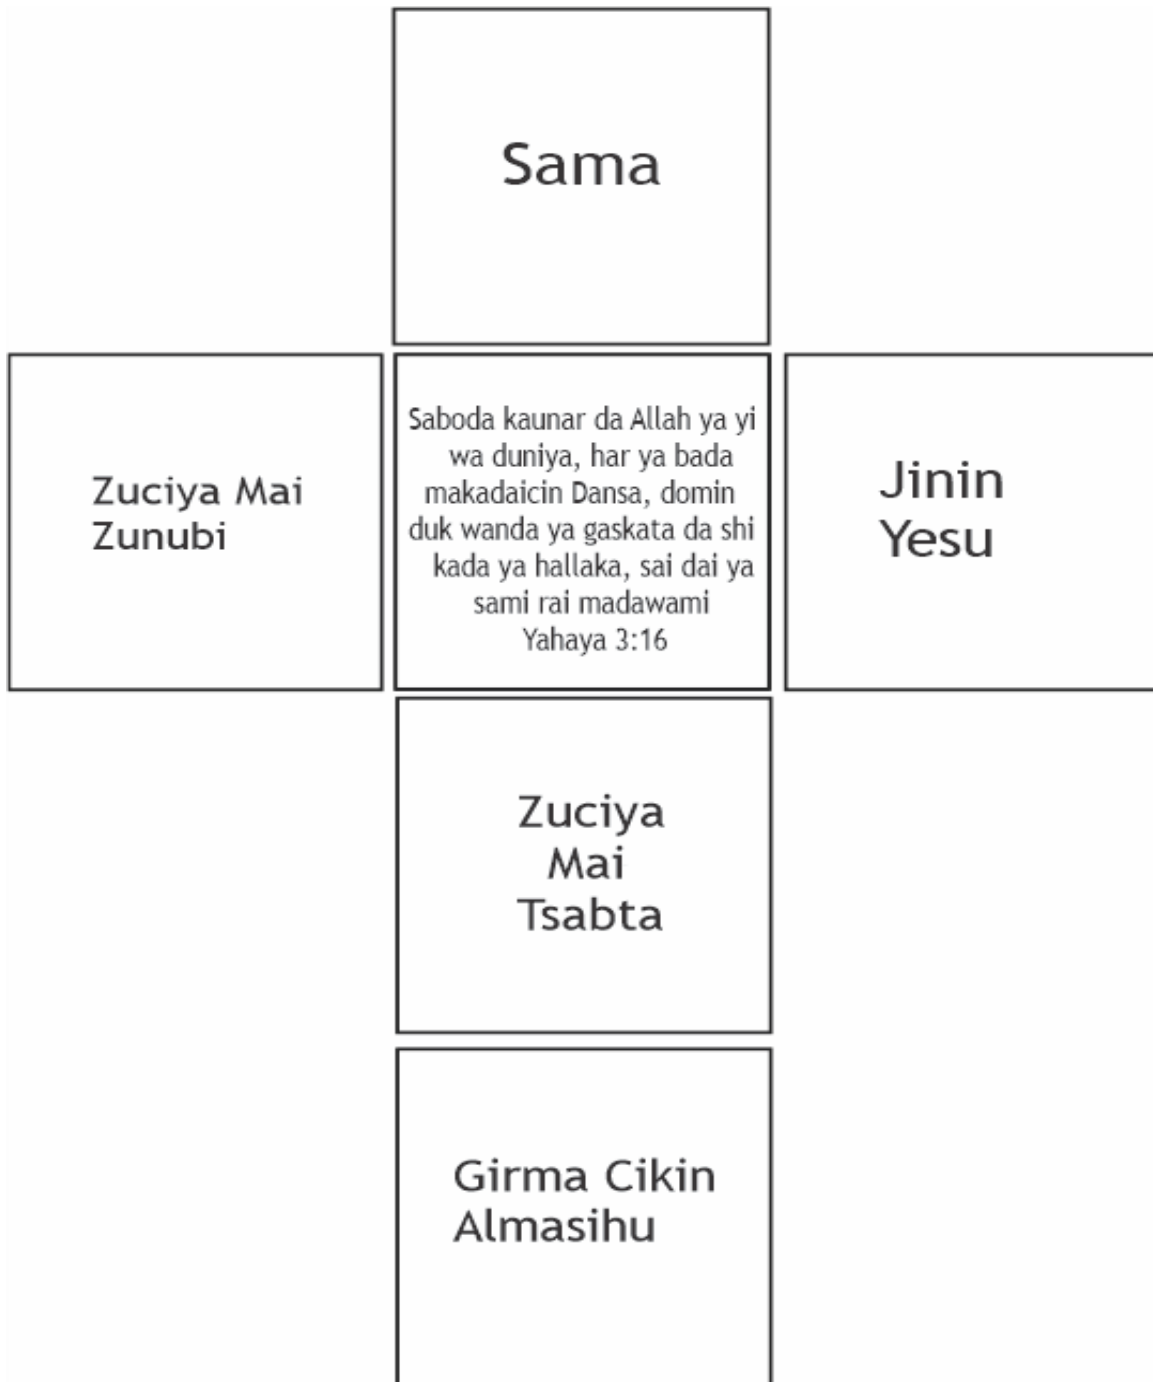 Sama
Zuciya Mai
Zunubi
Saboda kaunar da Allah ya yi
wa duniya, har ya bada
makadaicin Dansa, domin
duk wanda ya gaskata da shi
kada ya hallaka, sai dai ya
sami rai madawami
Yahaya 3:16
Jinin
Yesu
Zuciya
Mai
Tsabta
Girma Cikin
Almasihu